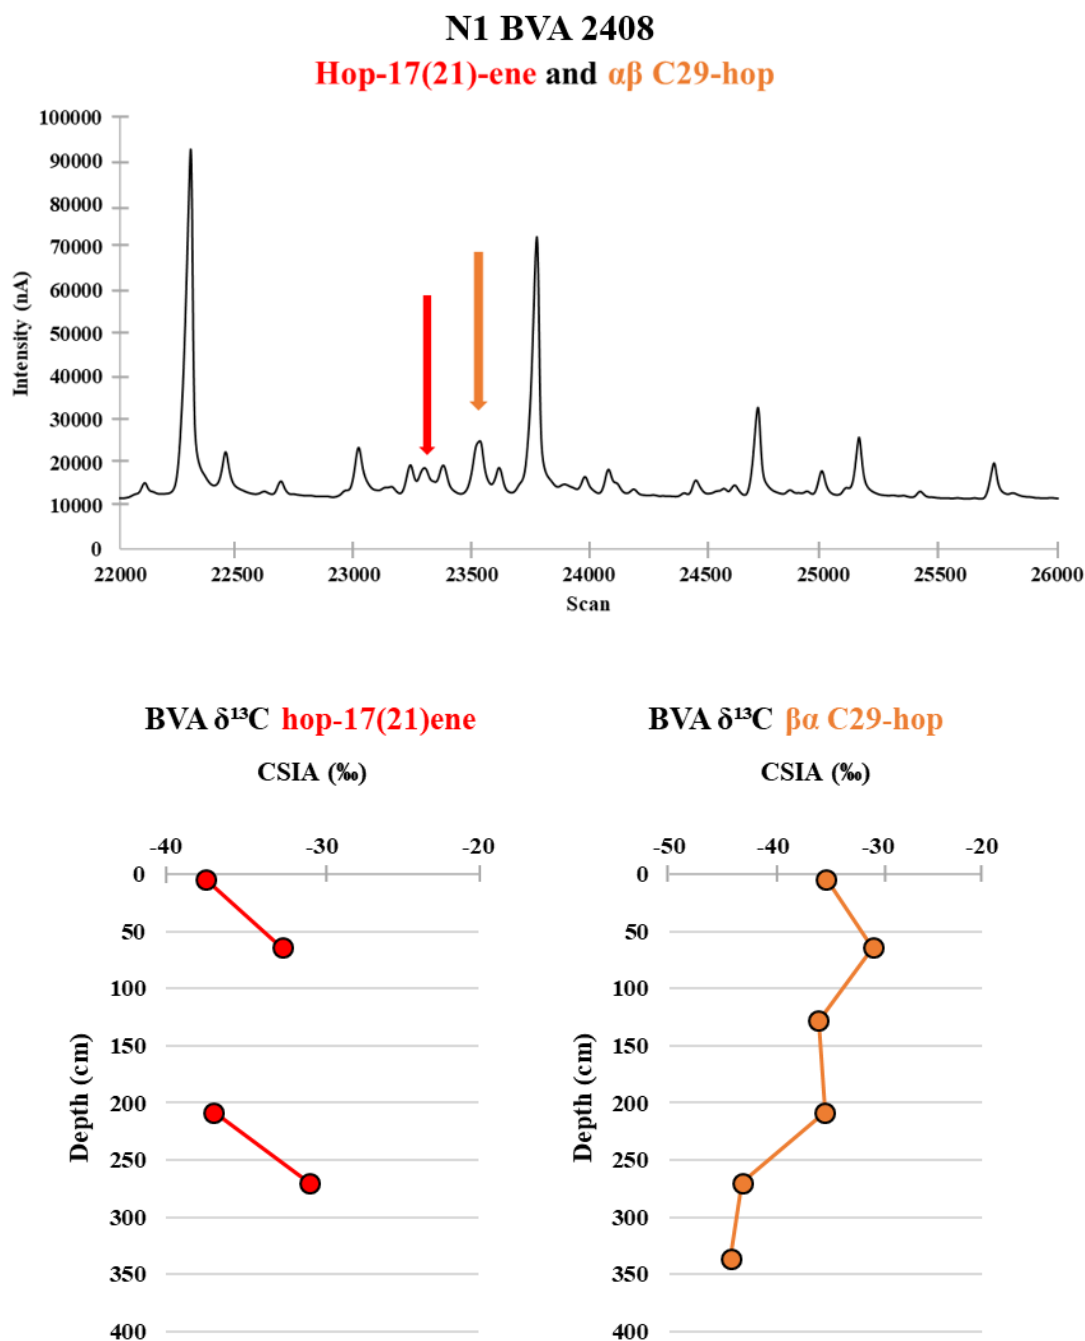 N1 BVA 2408
Hop-17(21)-ene and αβ C29-hop
100000
90000
80000
70000
60000
50000
40000
30000
20000
10000
0
Intensity (nA)
22000 22500 23000 23500 24000 24500 25000 25500 26000
Scan
BVA δ¹³C hop-17(21)ene
CSIA (‰)
-40 -30 -20
0
50
100
150
200
250
300
350
400
Depth (cm)
BVA δ¹³C βα C29-hop
CSIA (‰)
-50 -40 -30 -20
0
50
100
150
200
250
300
350
400
Depth (cm)